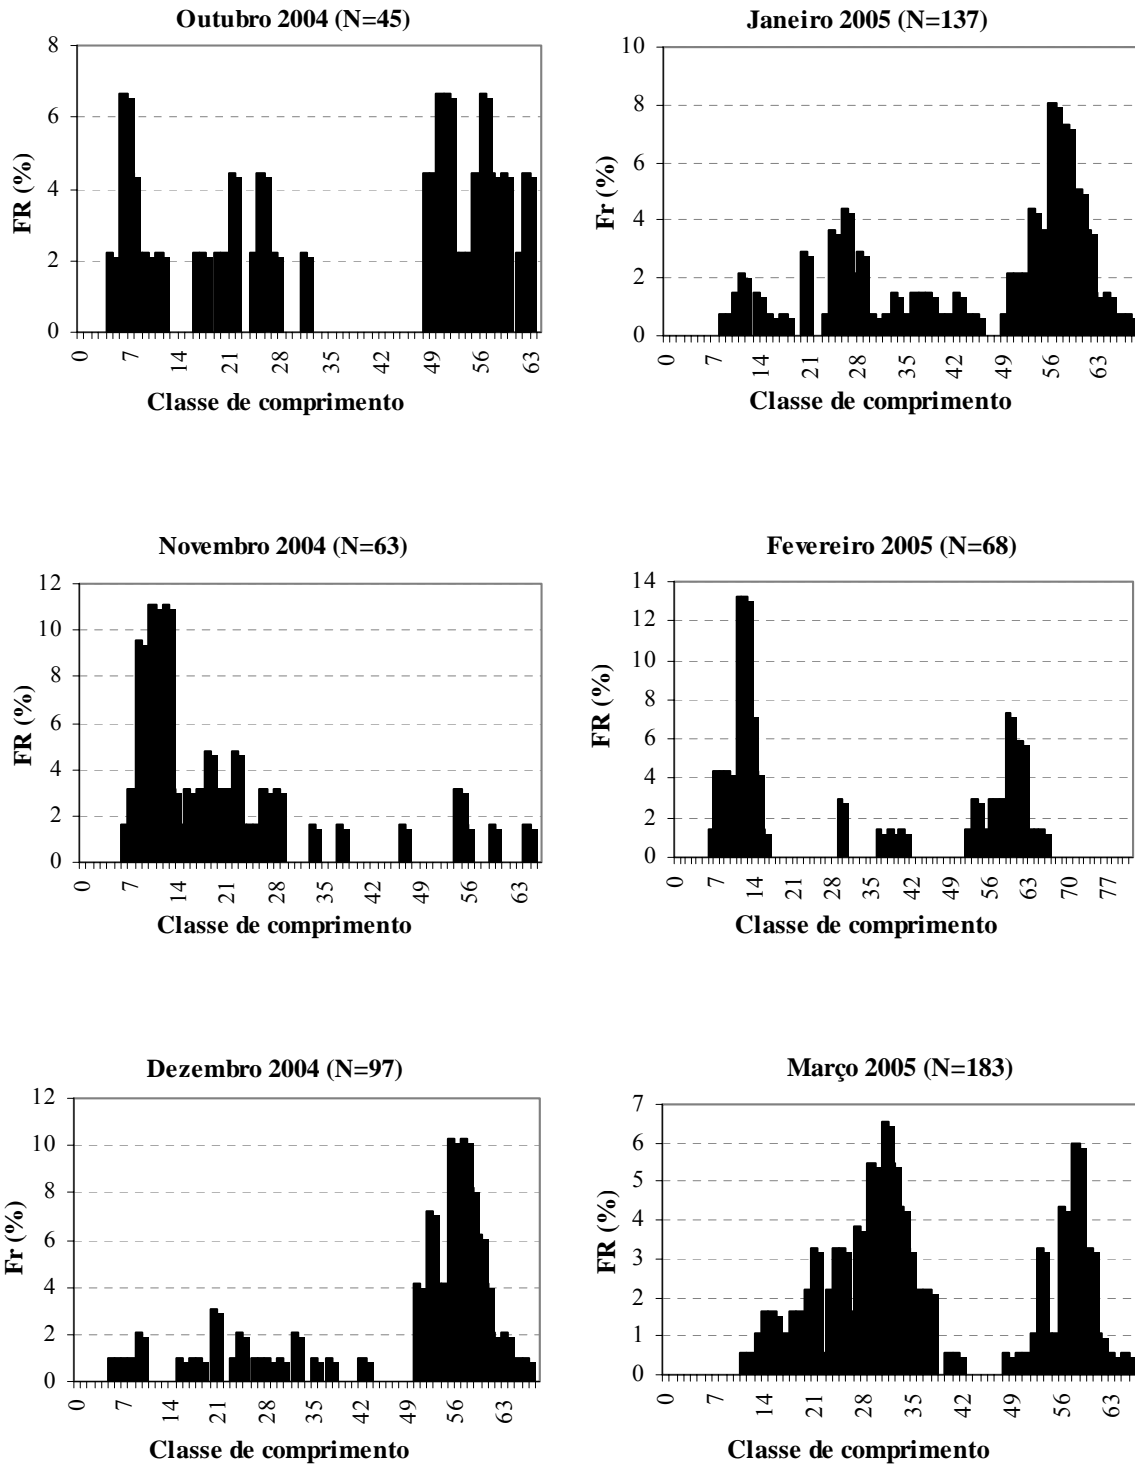 Outubro 2004 (N=45)
8
6
4
2
0
FR (%)
0 7 14 21 28 35 42 49 56 63
Classe de comprimento
Janeiro 2005 (N=137)
10
8
6
4
2
0
Fr (%)
0 7 14 21 28 35 42 49 56 63
Classe de comprimento
Novembro 2004 (N=63)
12
10
8
6
4
2
0
FR (%)
0 7 14 21 28 35 42 49 56 63
Classe de comprimento
Fevereiro 2005 (N=68)
14
12
10
8
6
4
2
0
FR (%)
0 7 14 21 28 35 42 49 56 63 70 77
Classe de comprimento
Dezembro 2004 (N=97)
12
10
8
6
4
2
0
Fr (%)
0 7 14 21 28 35 42 49 56 63
Classe de comprimento
Março 2005 (N=183)
7
6
5
4
3
2
1
0
FR (%)
0 7 14 21 28 35 42 49 56 63
Classe de comprimento